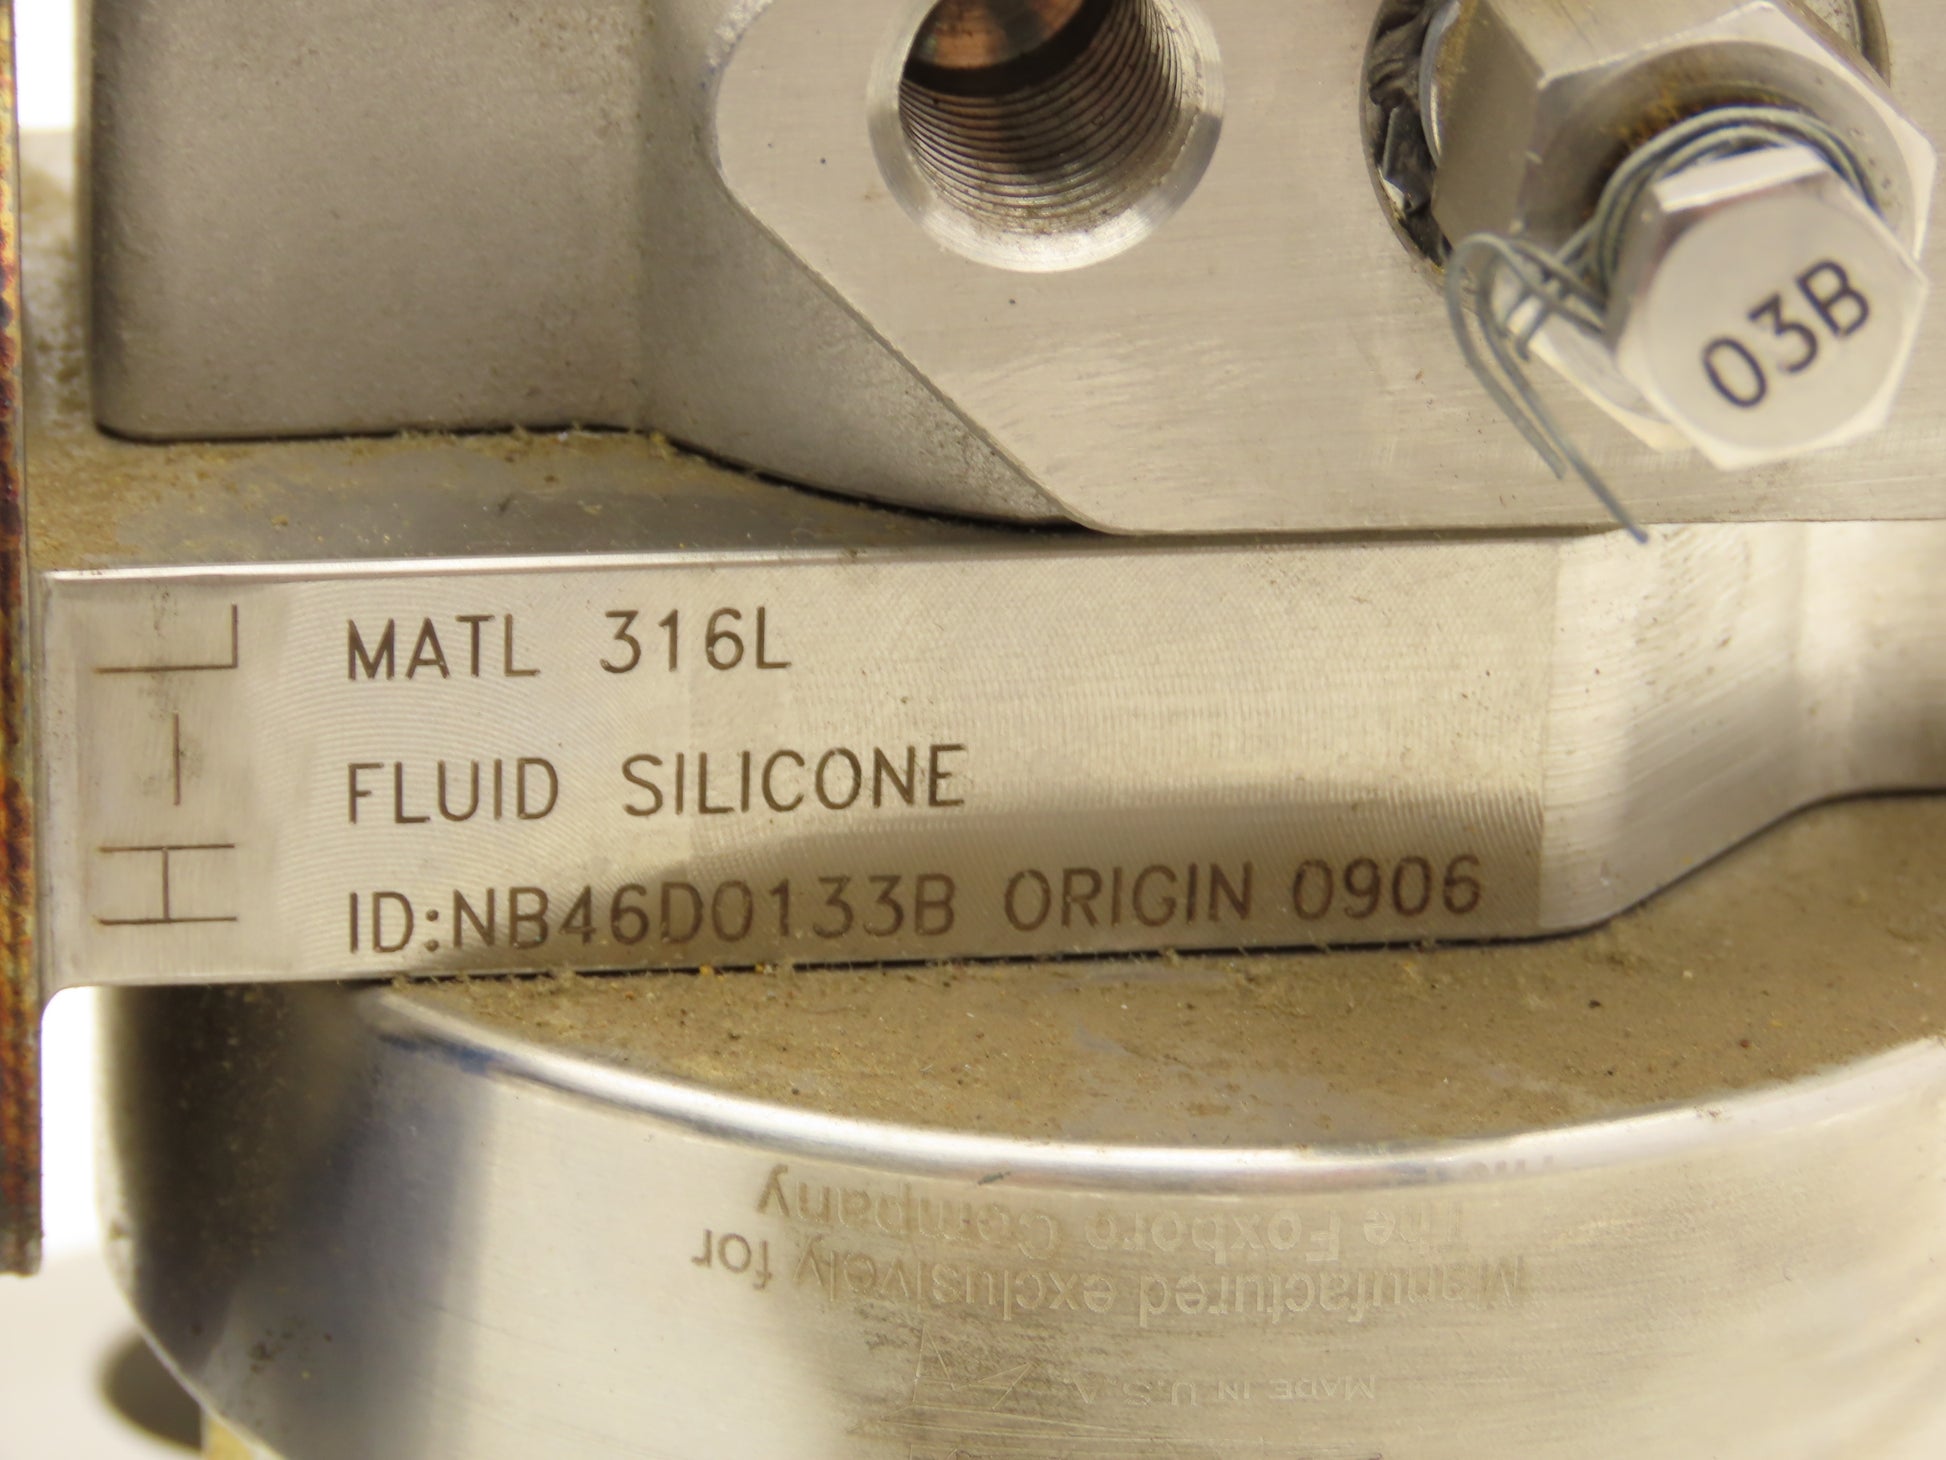 03B
H-L
MATL 316L
FLUID SILICONE
ID:NB46D0133B ORIGIN 0906
Manufactured exclusively for
The Foxboro Company
MADE IN U.S.A.